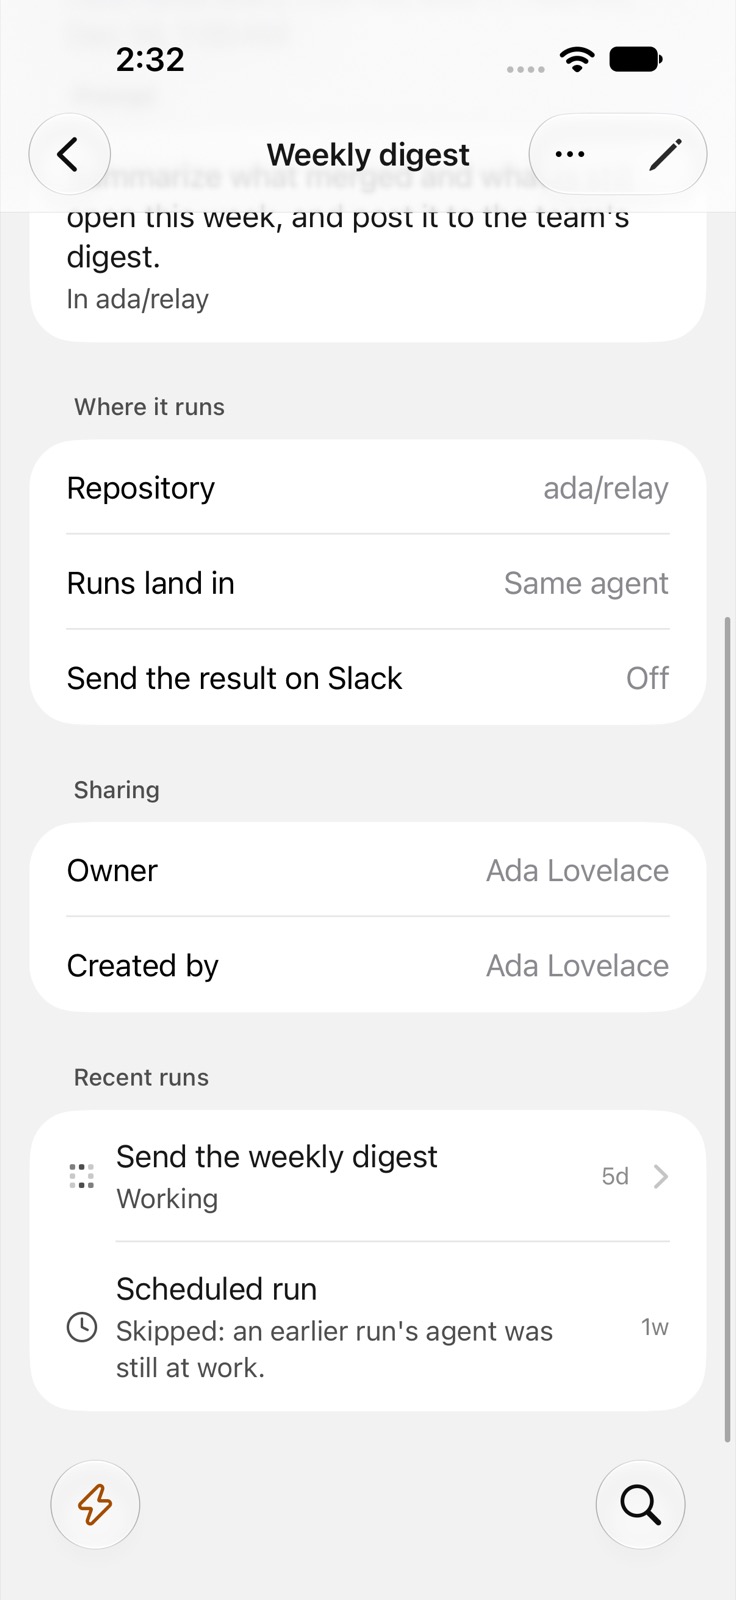 2:32
Weekly digest
open this week, and post it to the team's
digest.
In ada/relay
Where it runs
Repository
ada/relay
Runs land in
Same agent
Send the result on Slack
Off
Sharing
Owner
Ada Lovelace
Created by
Ada Lovelace
Recent runs
Send the weekly digest
Working
5d
Scheduled run
Skipped: an earlier run's agent was
still at work.
1w